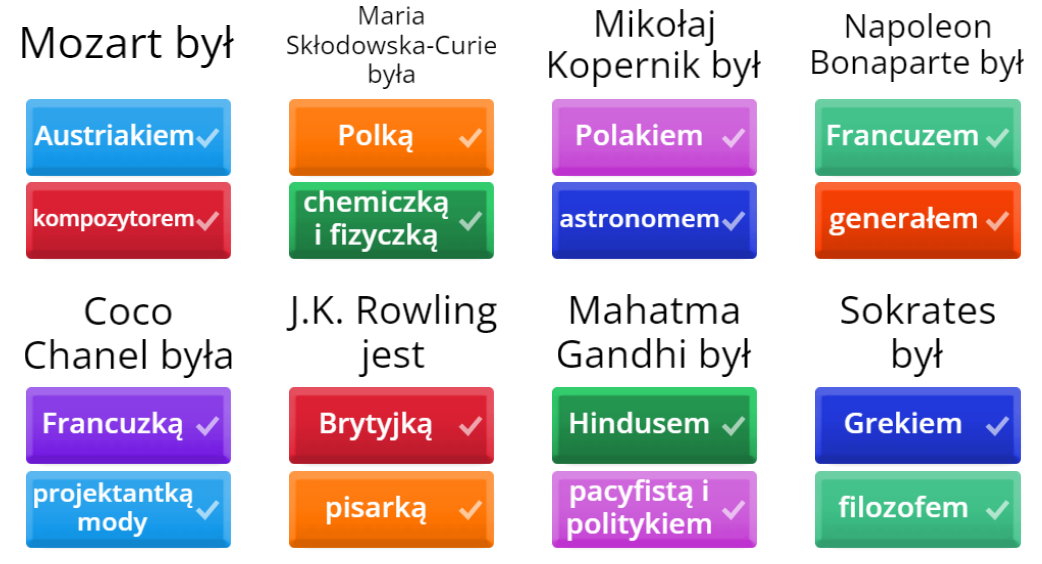 Mozart był
Austriakiem
kompozytorem
Maria
Skłodowska-Curie
była
Polką
chemiczką
i fizyczką
Mikołaj
Kopernik był
Polakiem
astronomem
Napoleon
Bonaparte był
Francuzem
generałem
Coco
Chanel była
Francuzką
projektantką
mody
J.K. Rowling
jest
Brytyjką
pisarką
Mahatma
Gandhi był
Hindusem
pacyfistą i
politykiem
Sokrates
był
Grekiem
filozofem